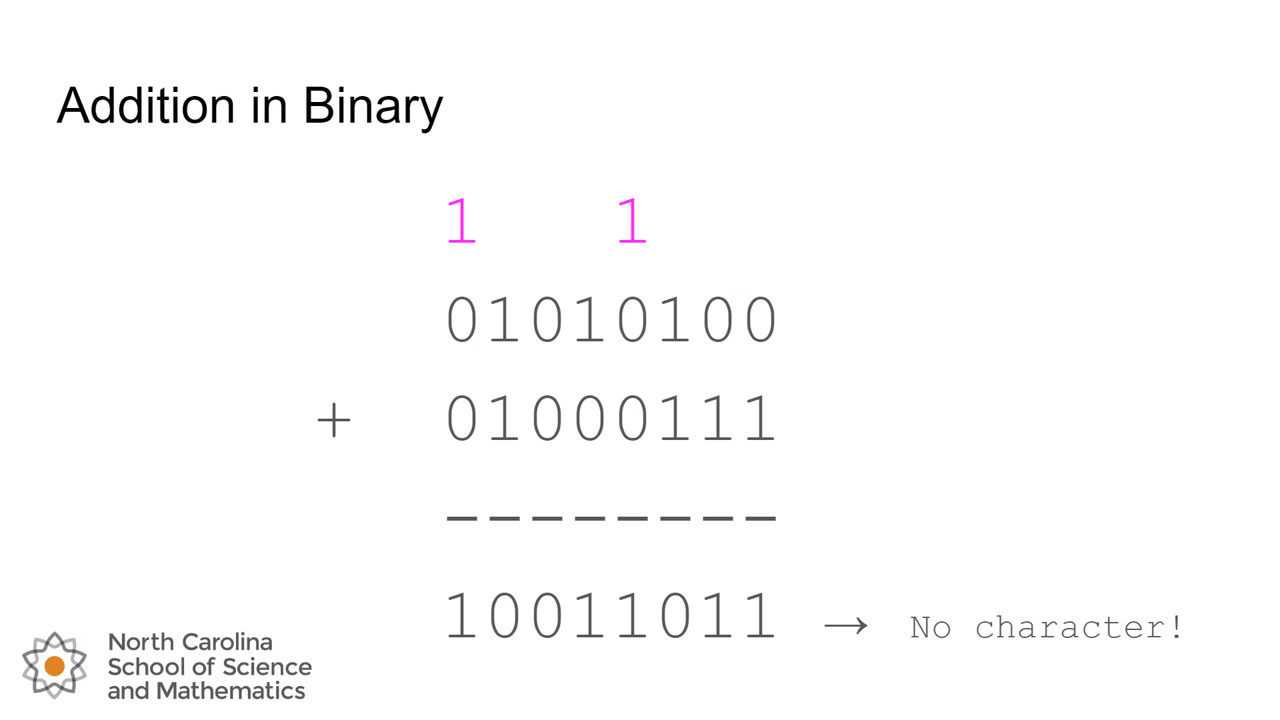 Addition in Binary
1 1
01010100
+ 01000111
--------
10011011 → No character!
North Carolina
School of Science
and Mathematics